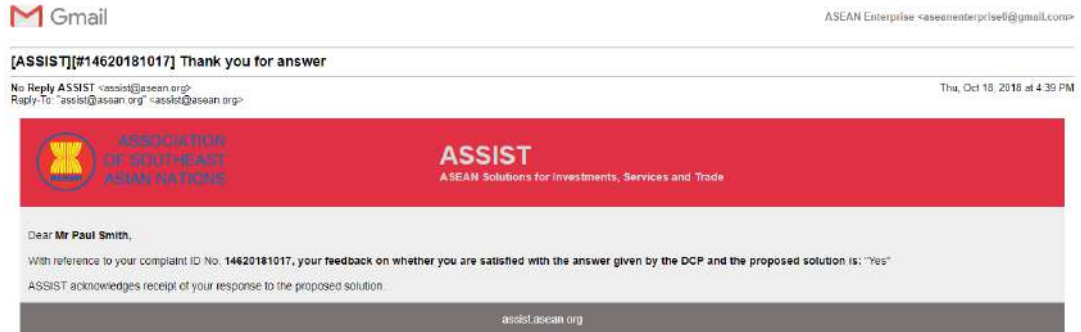 Gmail
ASEAN Enterprise <aseanenterprise0@gmail.com>
[ASSIST][#14620181017] Thank you for answer
No Reply ASSIST <assist@asean.org>
Thu, Oct 18, 2018 at 4:39 PM
Reply-To: "assist@asean.org" <assist@asean.org>
ASSOCIATION
OF SOUTHEAST
ASIAN NATIONS
ASSIST
ASEAN Solutions for Investments, Services and Trade
Dear Mr Paul Smith,
With reference to your complaint ID No. 14620181017, your feedback on whether you are satisfied with the answer given by the DCP and the proposed solution is: "Yes"
ASSIST acknowledges receipt of your response to the proposed solution.
assist.asean.org